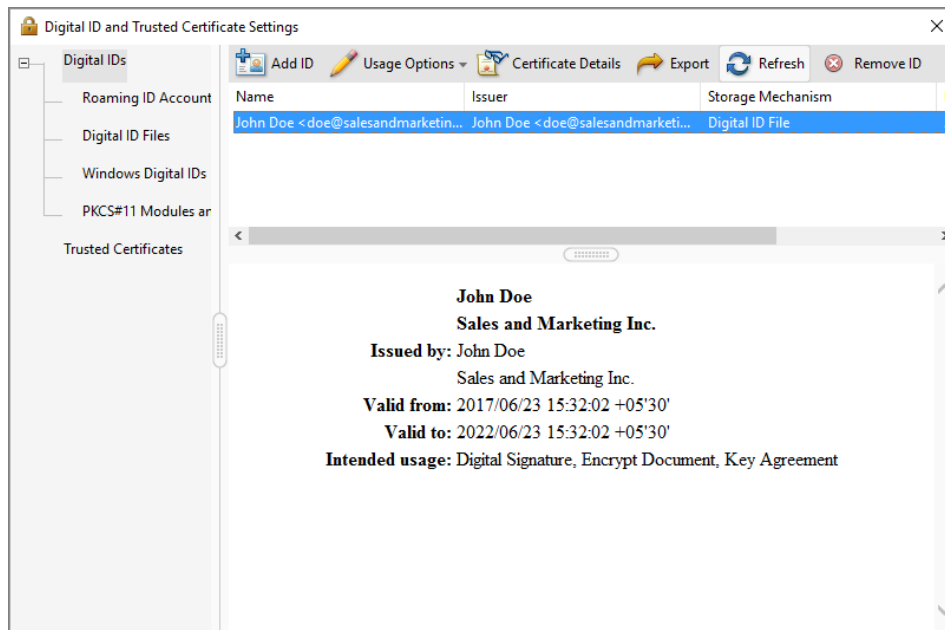 Digital ID and Trusted Certificate Settings
Digital IDs
Roaming ID Account
Digital ID Files
Windows Digital IDs
PKCS#11 Modules an
Trusted Certificates
Add ID Usage Options Certificate Details Export Refresh Remove ID
Name Issuer Storage Mechanism
John Doe <doe@salesandmarketin... John Doe <doe@salesandmarketi... Digital ID File
John Doe
Sales and Marketing Inc.
Issued by: John Doe
Sales and Marketing Inc.
Valid from: 2017/06/23 15:32:02 +05'30'
Valid to: 2022/06/23 15:32:02 +05'30'
Intended usage: Digital Signature, Encrypt Document, Key Agreement